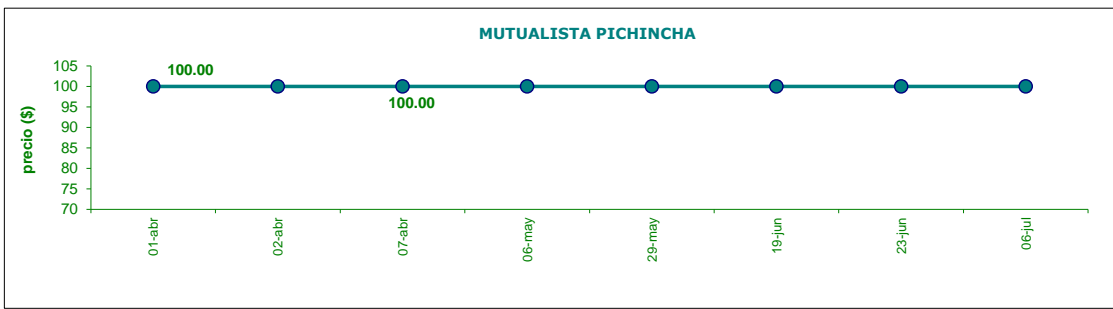 MUTUALISTA PICHINCHA
precio ($)
105
100
95
90
85
80
75
70
100.00
100.00
01-abr
02-abr
07-abr
06-may
29-may
19-jun
23-jun
06-jul